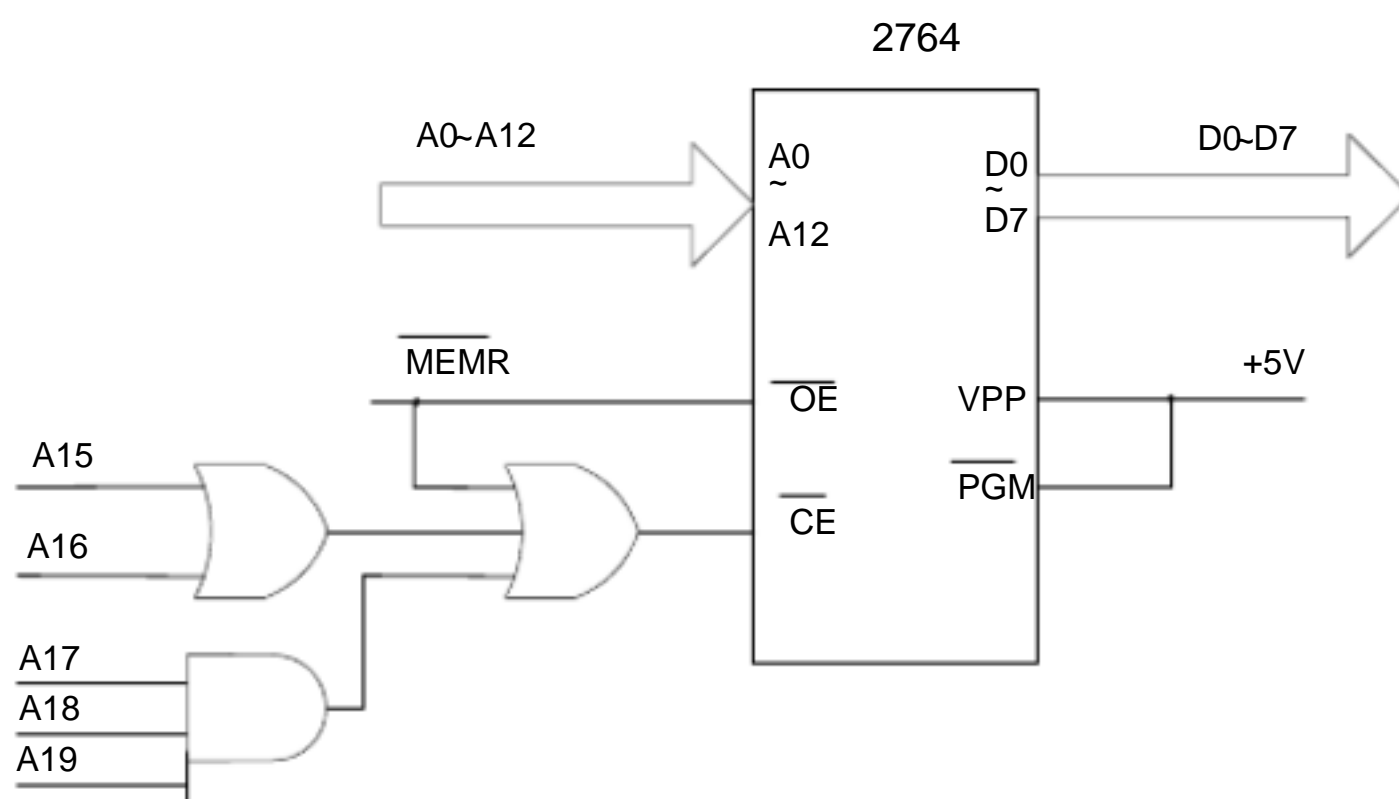 2764
A0~A12
D0~D7
A0
~
A12
D0
~
D7
MEMR
OE
VPP
+5V
A15
PGM
CE
A16
A17
A18
A19